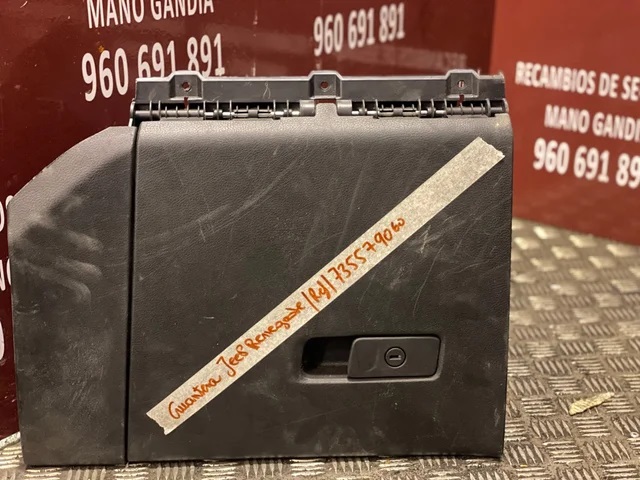 MANO GANDIA
960 691 891
960 691 891
RECAMBIOS DE SE
MANO GANDI
960 691 89
Guantera Jeep Renegade (Ref) 735579060